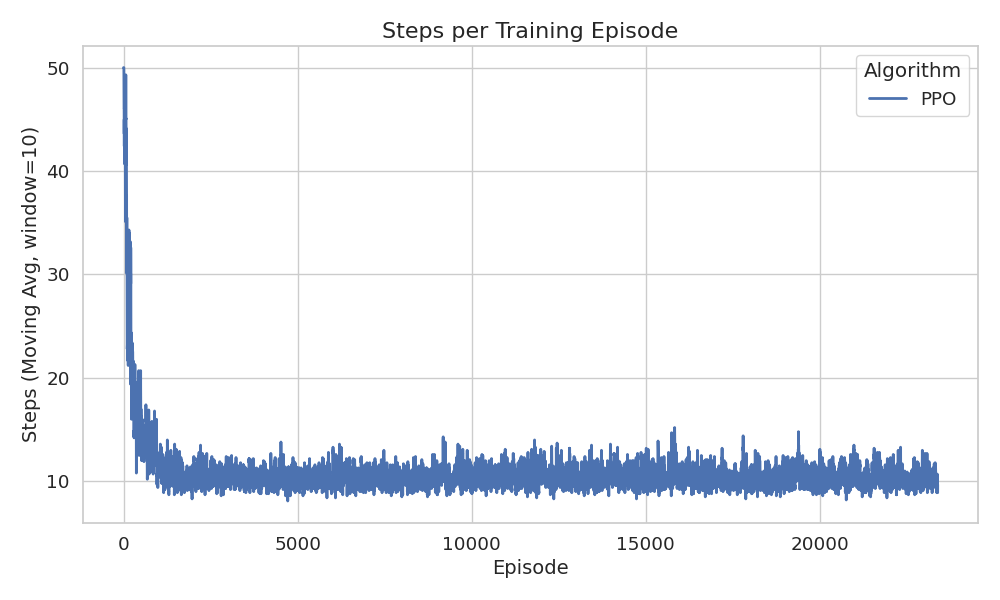 Steps per Training Episode
Algorithm
PPO
Steps (Moving Avg, window=10)
50
40
30
20
10
0
5000
10000
15000
20000
Episode